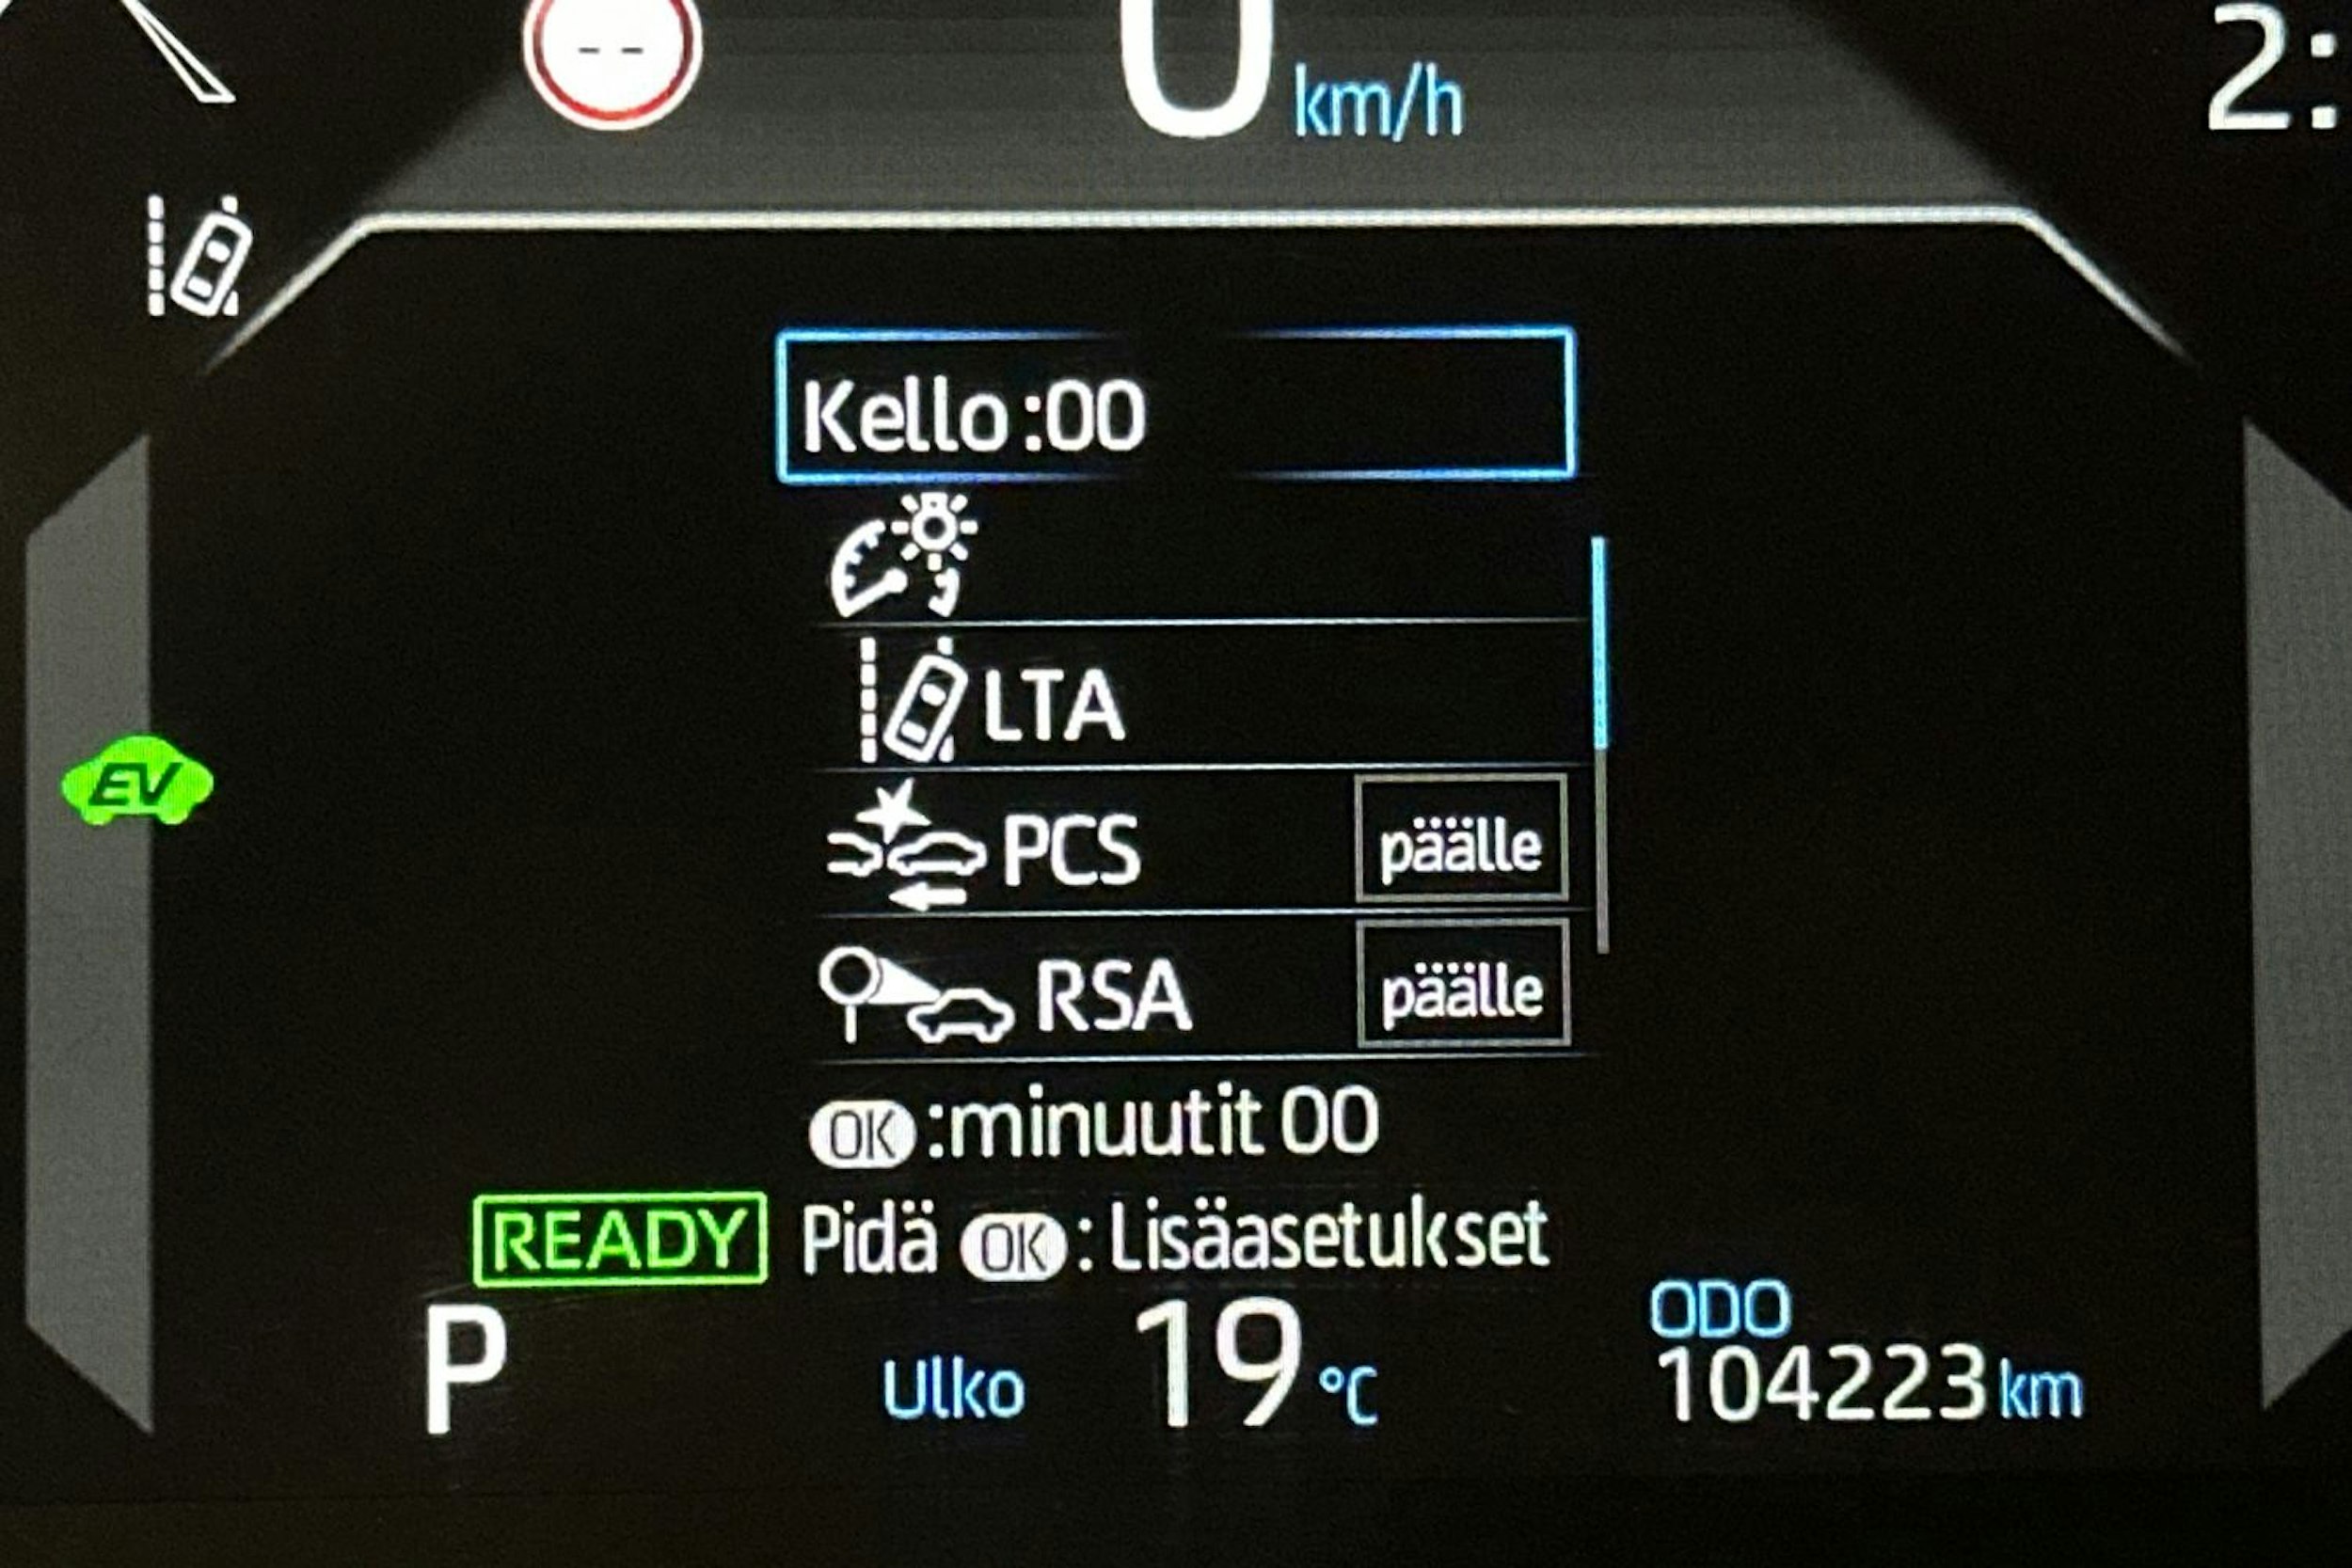 --
0 km/h
2:
Kello :00
LTA
PCS päälle
RSA päälle
EV
OK :minuutit 00
READY Pidä OK : Lisäasetukset
P Ulko 19 °C
ODO
104223 km